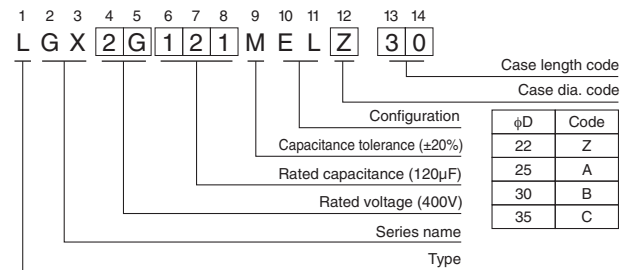 1 2 3 4 5 6 7 8 9 10 11 12 13 14
L G X 2 G 1 2 1 M E L Z 3 0
Case length code
Case dia. code
Configuration
Capacitance tolerance (±20%)
Rated capacitance (120µF)
Rated voltage (400V)
Series name
Type
ϕD Code
22 Z
25 A
30 B
35 C